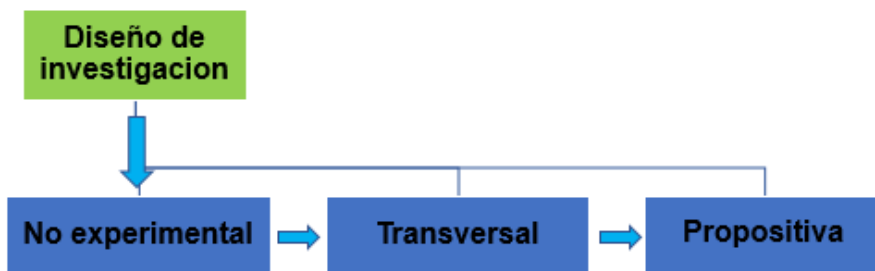 Diseño de
investigacion
No experimental
Transversal
Propositiva